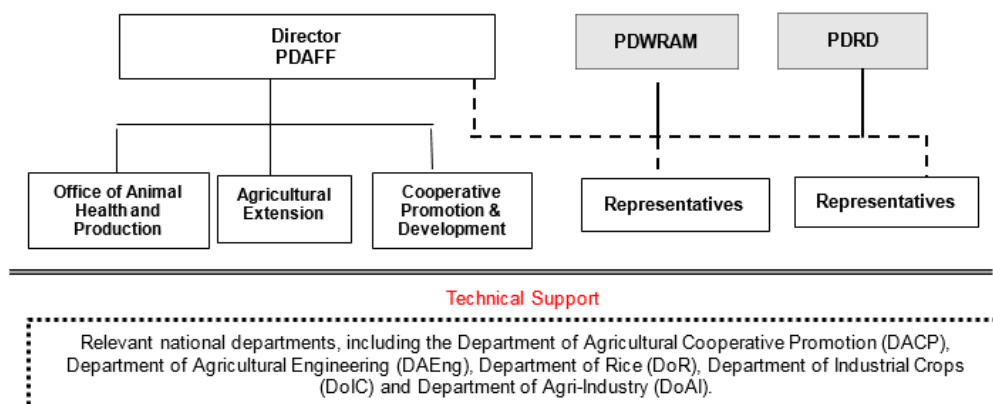 Director
PDAFF
PDWRAM
PDRD
Office of Animal
Health and
Production
Agricultural
Extension
Cooperative
Promotion &
Development
Representatives
Representatives
Technical Support
Relevant national departments, including the Department of Agricultural Cooperative Promotion (DACP),
Department of Agricultural Engineering (DAEng), Department of Rice (DoR), Department of Industrial Crops
(DoIC) and Department of Agri-Industry (DoAI).